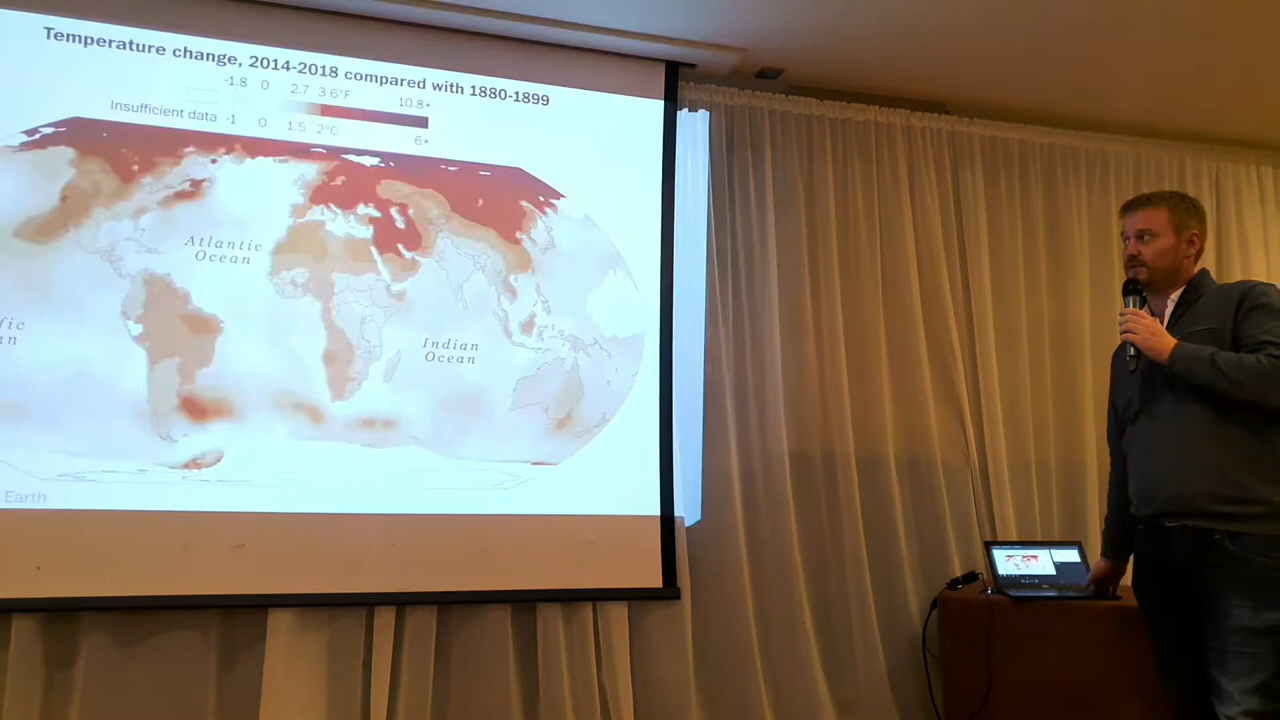 Temperature change, 2014-2018 compared with 1880-1899
-1.8 0 2.7 3.6°F 10.8+
Insufficient data -1 0 1.5 2°C 6+
Atlantic
Ocean
Indian
Ocean
Earth